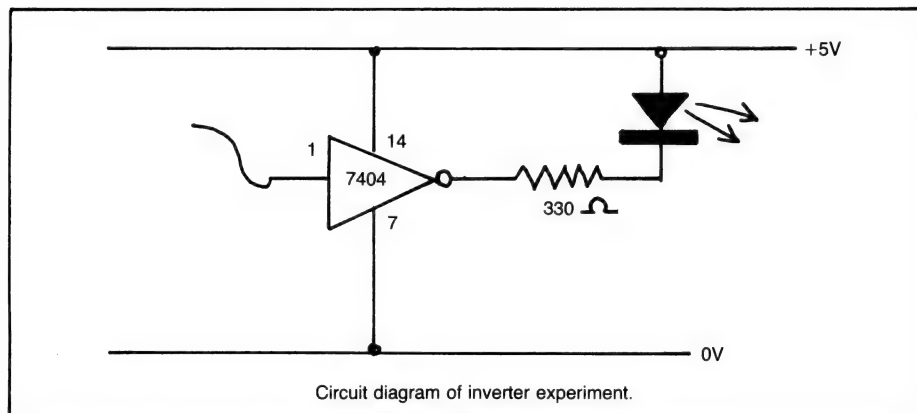 +5V
1
14
7404
7
330 Ω
0V
Circuit diagram of inverter experiment.